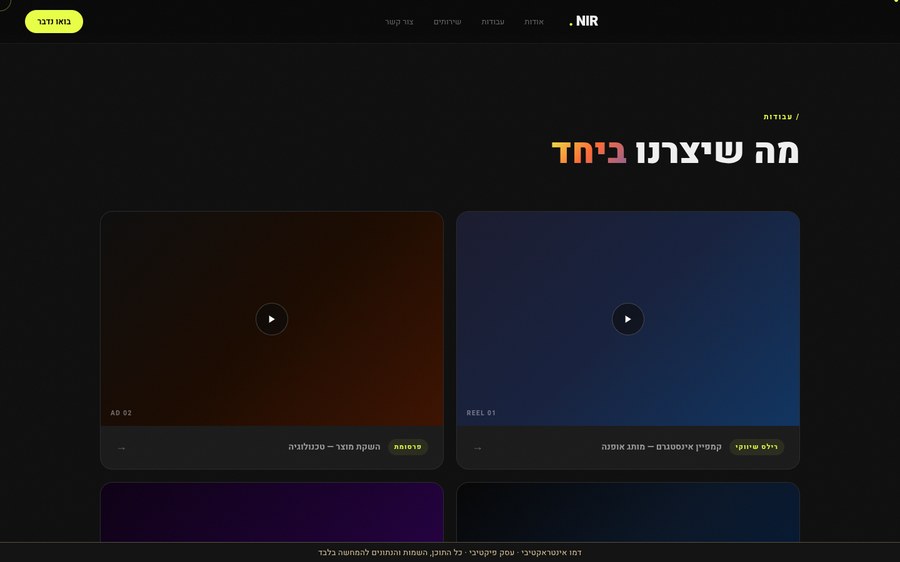 NIR.
אודות
עבודות
שירותים
צור קשר
בואו נדבר
/ עבודות
מה שיצרנו ביחד
REEL 01
רילס שיווקי
קמפיין אינסטגרם — מותג אופנה
←
AD 02
פרסומת
השקת מוצר — טכנולוגיה
←
דמו אינטראקטיבי · עסק פיקטיבי · כל התוכן, השמות והנתונים להמחשה בלבד